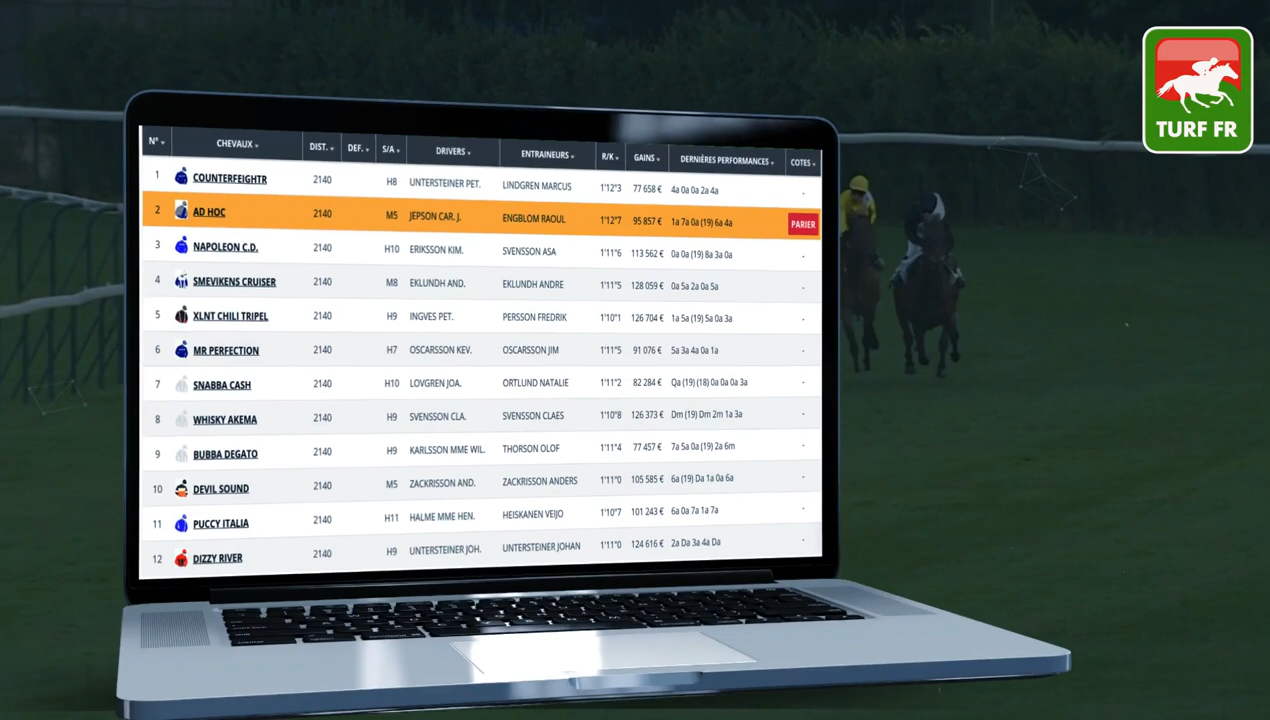 TURF FR
N° CHEVAUX DIST. DEF. S/A DRIVERS ENTRAINEURS R/K GAINS DERNIÈRES PERFORMANCES COTES
1 COUNTERFEIGHTR 2140 H8 UNTERSTEINER PET. LINDGREN MARCUS 1'12"3 77 658 € 4a 0a 0a 2a 4a -
2 AD HOC 2140 M5 JEPSON CAR. J. ENGBLOM RAOUL 1'12"7 95 857 € 1a 7a 0a (19) 6a 4a PARIER
3 NAPOLEON C.D. 2140 H10 ERIKSSON KIM. SVENSSON ASA 1'11"6 113 562 € 0a 0a (19) 8a 3a 0a -
4 SMEVIKENS CRUISER 2140 M8 EKLUNDH AND. EKLUNDH ANDRE 1'11"5 128 059 € 0a 5a 2a 0a 5a -
5 XLNT CHILI TRIPEL 2140 H9 INGVES PET. PERSSON FREDRIK 1'10"1 126 704 € 1a 5a (19) 5a 0a 3a -
6 MR PERFECTION 2140 H7 OSCARSSON KEV. OSCARSSON JIM 1'11"5 91 076 € 5a 3a 4a 0a 1a -
7 SNABBA CASH 2140 H10 LOVGREN JOA. ORTLUND NATALIE 1'11"2 82 284 € Qa (19) (18) 0a 0a 0a 3a -
8 WHISKY AKEMA 2140 H9 SVENSSON CLA. SVENSSON CLAES 1'10"8 126 373 € Dm (19) Dm 2m 1a 3a -
9 BUBBA DEGATO 2140 H9 KARLSSON MME WIL. THORSON OLOF 1'11"4 77 457 € 7a 5a 0a (19) 2a 6m -
10 DEVIL SOUND 2140 M5 ZACKRISSON AND. ZACKRISSON ANDERS 1'11"0 105 585 € 6a (19) Da 1a 0a 6a -
11 PUCCY ITALIA 2140 H11 HALME MME HEN. HEISKANEN VEIJO 1'10"7 101 243 € 6a 0a 7a 1a 7a -
12 DIZZY RIVER 2140 H9 UNTERSTEINER JOH. UNTERSTEINER JOHAN 1'11"0 124 616 € 2a Da 3a 4a Da -